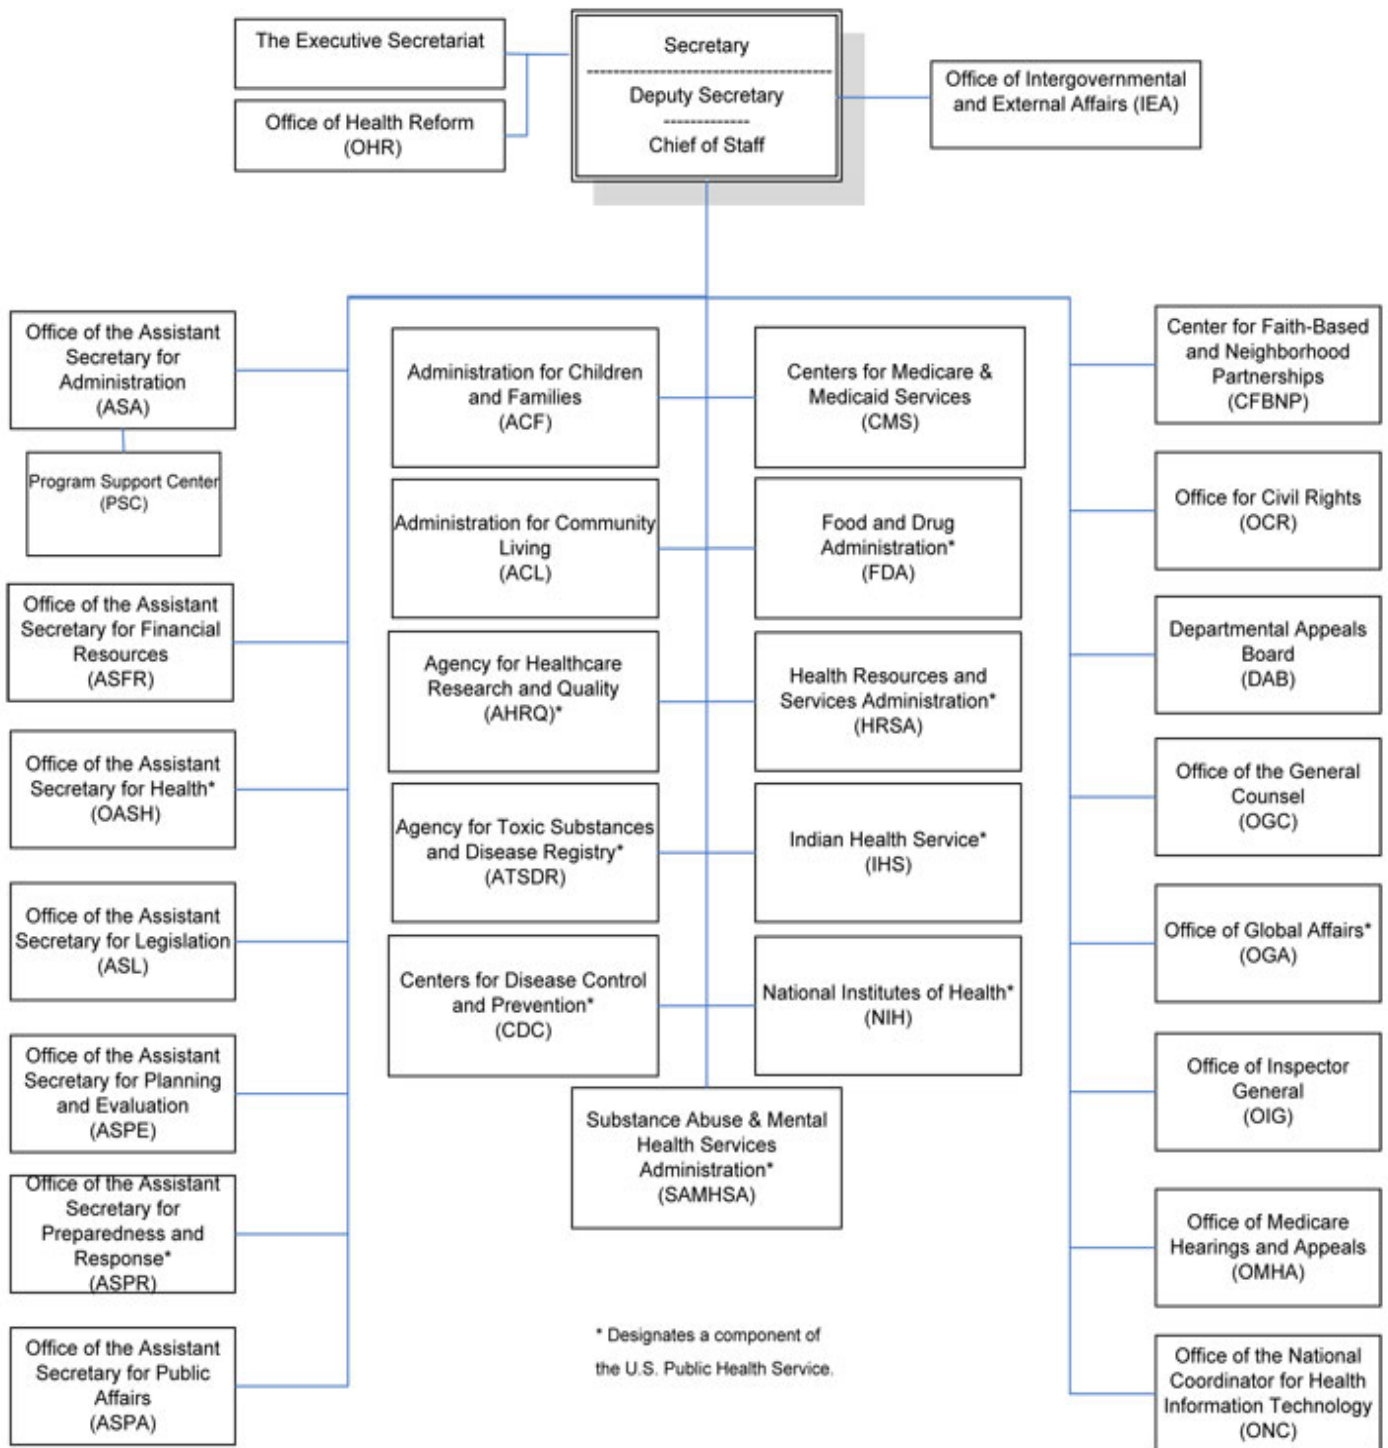 The Executive Secretariat
Office of Health Reform
(OHR)
Secretary
Deputy Secretary
Chief of Staff
Office of Intergovernmental
and External Affairs (IEA)
Office of the Assistant
Secretary for
Administration
(ASA)
Program Support Center
(PSC)
Office of the Assistant
Secretary for Financial
Resources
(ASFR)
Office of the Assistant
Secretary for Health*
(OASH)
Office of the Assistant
Secretary for Legislation
(ASL)
Office of the Assistant
Secretary for Planning
and Evaluation
(ASPE)
Office of the Assistant
Secretary for
Preparedness and
Response*
(ASPR)
Office of the Assistant
Secretary for Public
Affairs
(ASPA)
Administration for Children
and Families
(ACF)
Administration for Community
Living
(ACL)
Agency for Healthcare
Research and Quality
(AHRQ)*
Agency for Toxic Substances
and Disease Registry*
(ATSDR)
Centers for Disease Control
and Prevention*
(CDC)
Centers for Medicare &
Medicaid Services
(CMS)
Food and Drug
Administration*
(FDA)
Health Resources and
Services Administration*
(HRSA)
Indian Health Service*
(IHS)
National Institutes of Health*
(NIH)
Substance Abuse & Mental
Health Services
Administration*
(SAMHSA)
* Designates a component of
the U.S. Public Health Service.
Center for Faith-Based
and Neighborhood
Partnerships
(CFBNP)
Office for Civil Rights
(OCR)
Departmental Appeals
Board
(DAB)
Office of the General
Counsel
(OGC)
Office of Global Affairs*
(OGA)
Office of Inspector
General
(OIG)
Office of Medicare
Hearings and Appeals
(OMHA)
Office of the National
Coordinator for Health
Information Technology
(ONC)